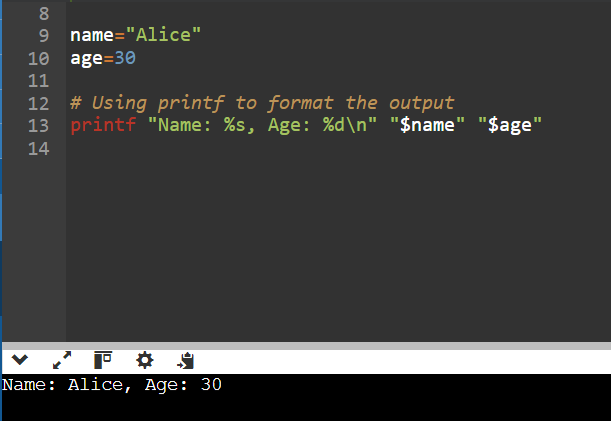 8
9 name="Alice"
10 age=30
11
12 # Using printf to format the output
13 printf "Name: %s, Age: %d\n" "$name" "$age"
14
Name: Alice, Age: 30